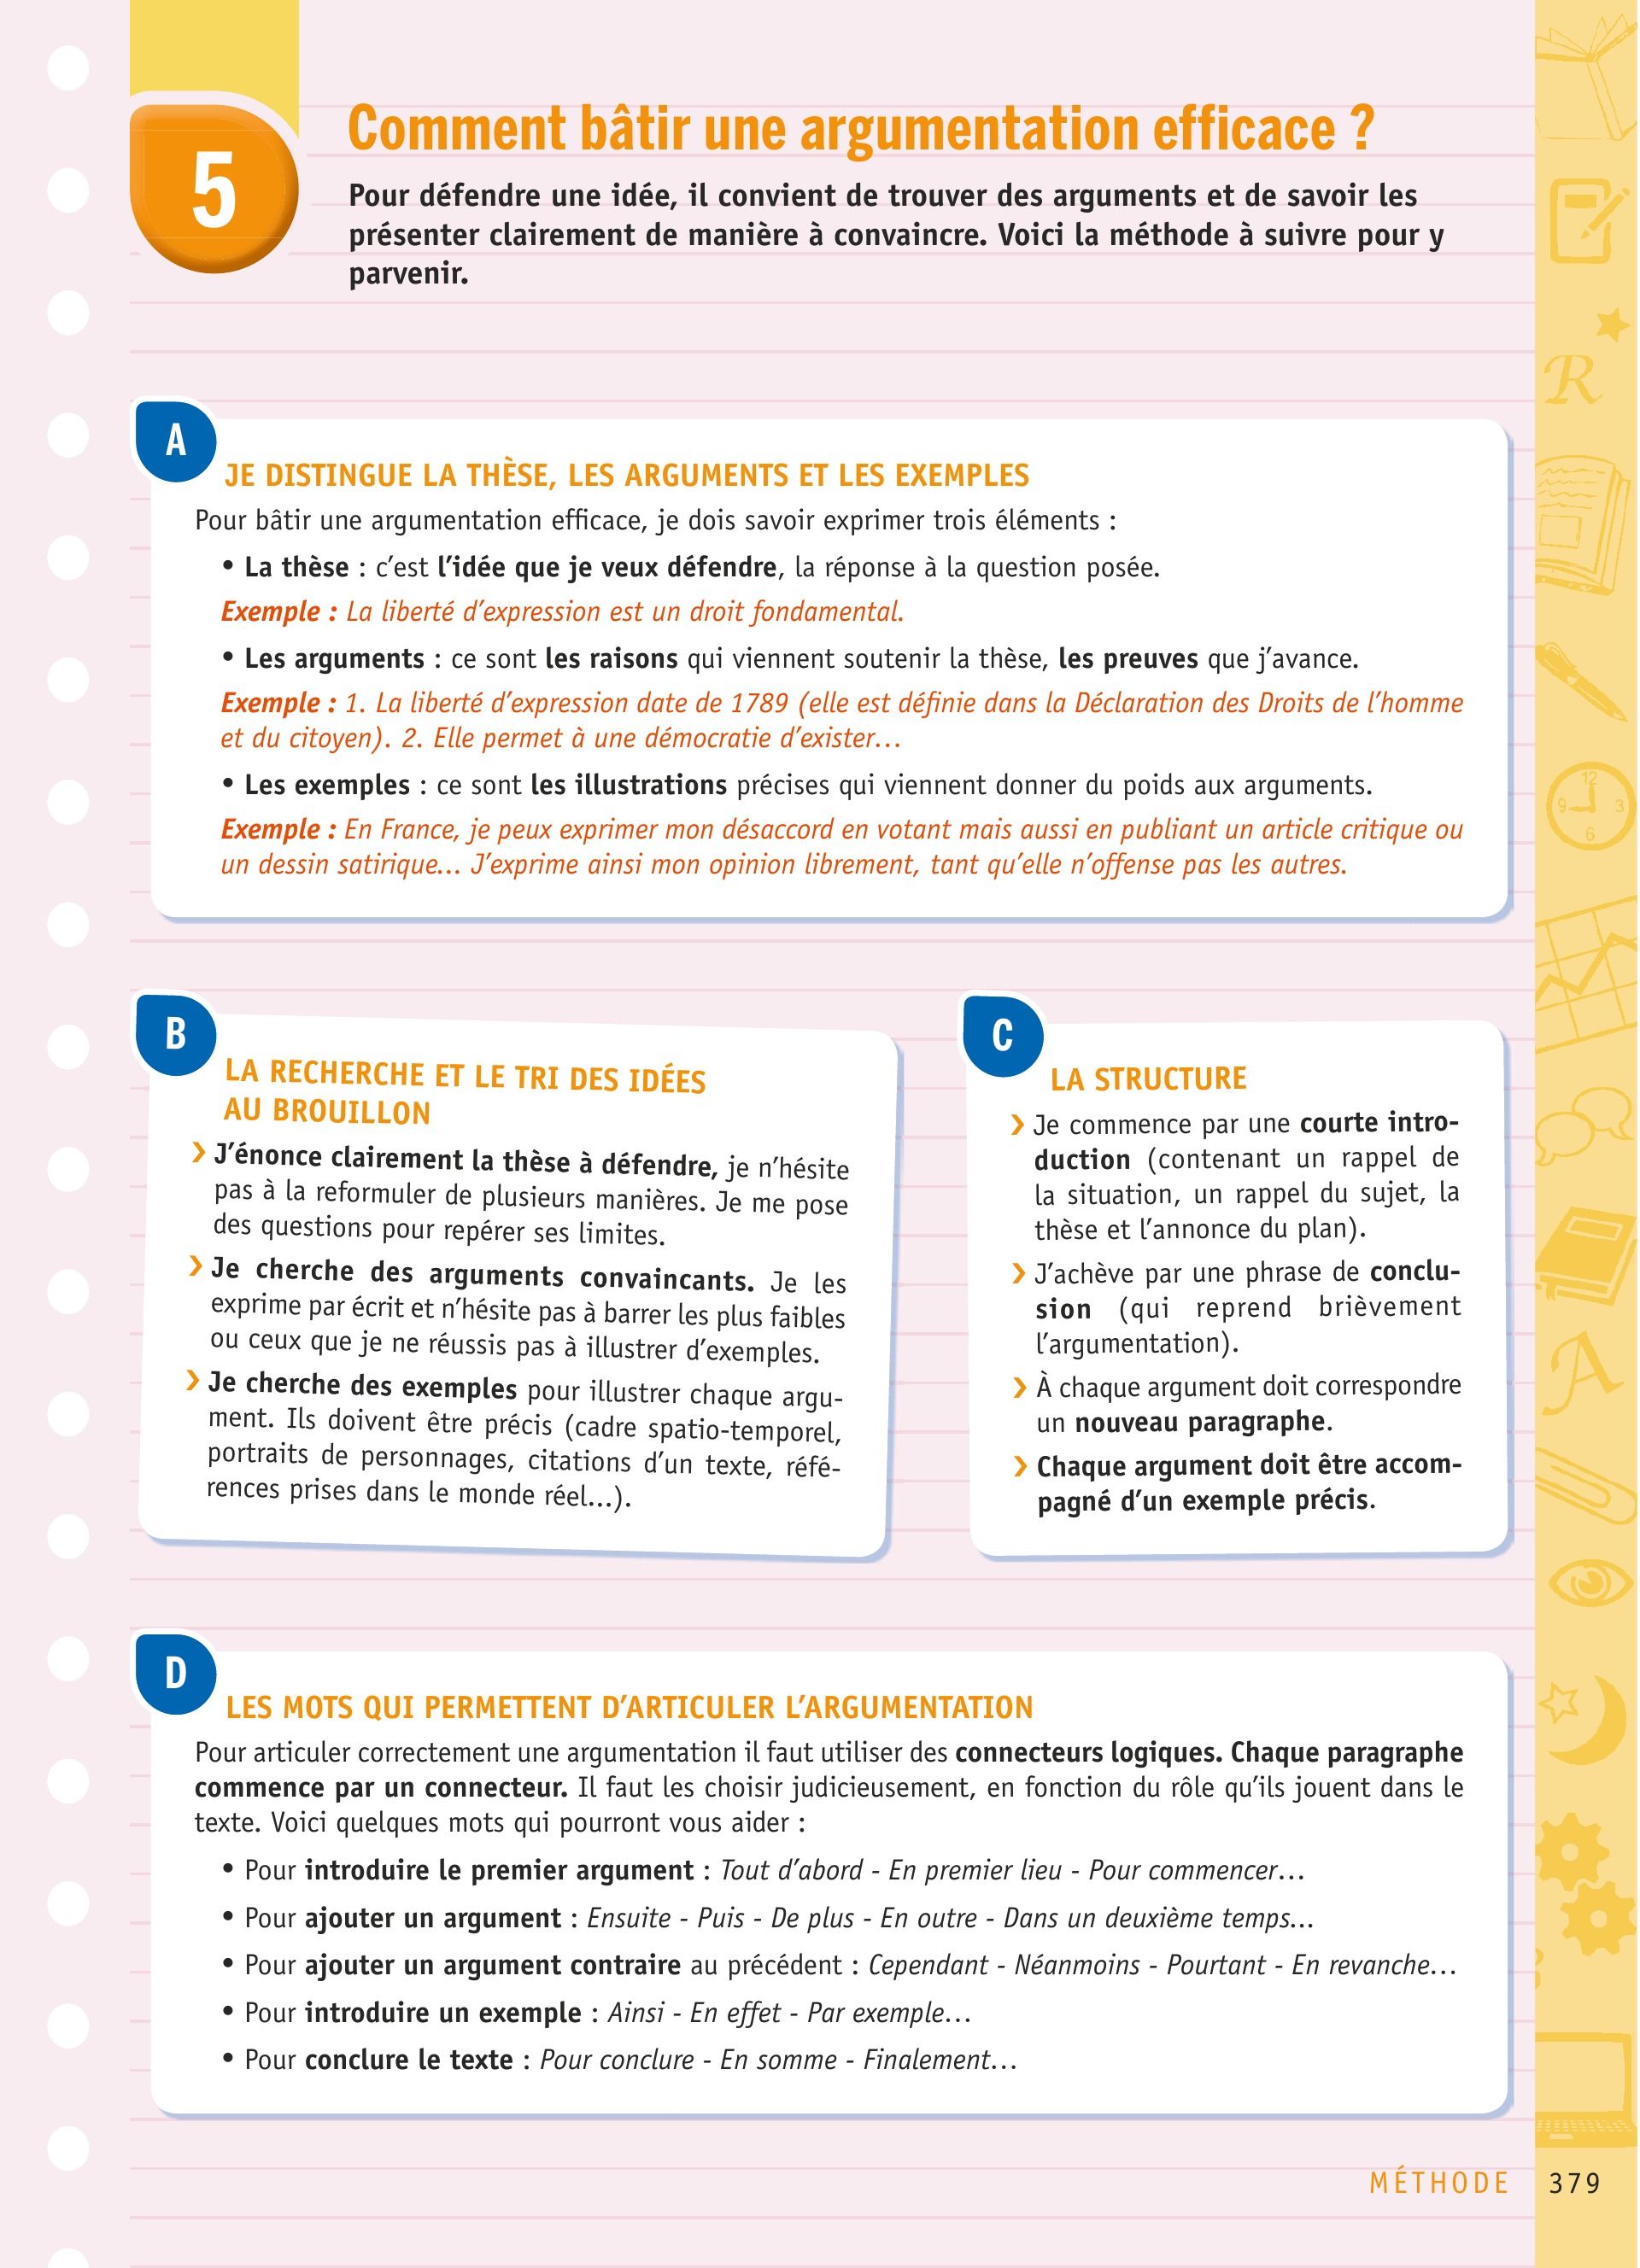 5
Comment bâtir une argumentation efficace ?
Pour défendre une idée, il convient de trouver des arguments et de savoir les
présenter clairement de manière à convaincre. Voici la méthode à suivre pour y
parvenir.
A
JE DISTINGUE LA THÈSE, LES ARGUMENTS ET LES EXEMPLES
Pour bâtir une argumentation efficace, je dois savoir exprimer trois éléments :
• La thèse : c’est l’idée que je veux défendre, la réponse à la question posée.
Exemple : La liberté d’expression est un droit fondamental.
• Les arguments : ce sont les raisons qui viennent soutenir la thèse, les preuves que j’avance.
Exemple : 1. La liberté d’expression date de 1789 (elle est définie dans la Déclaration des Droits de l’homme
et du citoyen). 2. Elle permet à une démocratie d’exister…
• Les exemples : ce sont les illustrations précises qui viennent donner du poids aux arguments.
Exemple : En France, je peux exprimer mon désaccord en votant mais aussi en publiant un article critique ou
un dessin satirique… J’exprime ainsi mon opinion librement, tant qu’elle n’offense pas les autres.
B
LA RECHERCHE ET LE TRI DES IDÉES
AU BROUILLON
› J’énonce clairement la thèse à défendre, je n’hésite
pas à la reformuler de plusieurs manières. Je me pose
des questions pour repérer ses limites.
› Je cherche des arguments convaincants. Je les
exprime par écrit et n’hésite pas à barrer les plus faibles
ou ceux que je ne réussis pas à illustrer d’exemples.
› Je cherche des exemples pour illustrer chaque argu-
ment. Ils doivent être précis (cadre spatio-temporel,
portraits de personnages, citations d’un texte, réfé-
rences prises dans le monde réel…).
C
LA STRUCTURE
› Je commence par une courte intro-
duction (contenant un rappel de
la situation, un rappel du sujet, la
thèse et l’annonce du plan).
› J’achève par une phrase de conclu-
sion (qui reprend brièvement
l’argumentation).
› À chaque argument doit correspondre
un nouveau paragraphe.
› Chaque argument doit être accom-
pagné d’un exemple précis.
D
LES MOTS QUI PERMETTENT D’ARTICULER L’ARGUMENTATION
Pour articuler correctement une argumentation il faut utiliser des connecteurs logiques. Chaque paragraphe
commence par un connecteur. Il faut les choisir judicieusement, en fonction du rôle qu’ils jouent dans le
texte. Voici quelques mots qui pourront vous aider :
• Pour introduire le premier argument : Tout d’abord - En premier lieu - Pour commencer…
• Pour ajouter un argument : Ensuite - Puis - De plus - En outre - Dans un deuxième temps…
• Pour ajouter un argument contraire au précédent : Cependant - Néanmoins - Pourtant - En revanche…
• Pour introduire un exemple : Ainsi - En effet - Par exemple…
• Pour conclure le texte : Pour conclure - En somme - Finalement…
R
12
9 3
6
A
MÉTHODE 379